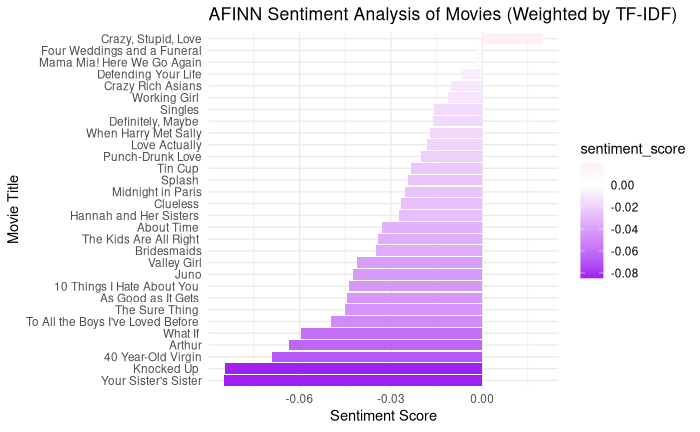 AFINN Sentiment Analysis of Movies (Weighted by TF-IDF)
Movie Title
Crazy, Stupid, Love
Four Weddings and a Funeral
Mama Mia! Here We Go Again
Defending Your Life
Crazy Rich Asians
Working Girl
Singles
Definitely, Maybe
When Harry Met Sally
Love Actually
Punch-Drunk Love
Tin Cup
Splash
Midnight in Paris
Clueless
Hannah and Her Sisters
About Time
The Kids Are All Right
Bridesmaids
Valley Girl
Juno
10 Things I Hate About You
As Good as It Gets
The Sure Thing
To All the Boys I've Loved Before
What If
Arthur
40 Year-Old Virgin
Knocked Up
Your Sister's Sister
-0.06 -0.03 0.00
Sentiment Score
sentiment_score
0.00
-0.02
-0.04
-0.06
-0.08